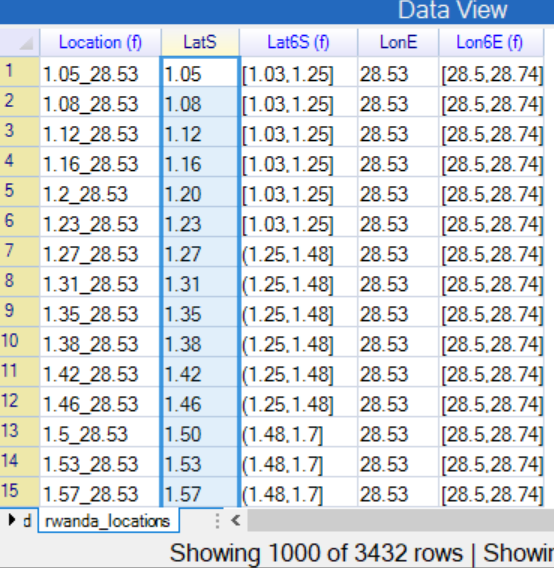 Data View
Location (f) LatS Lat6S (f) LonE Lon6E (f)
1 1.05_28.53 1.05 [1.03,1.25] 28.53 [28.5,28.74]
2 1.08_28.53 1.08 [1.03,1.25] 28.53 [28.5,28.74]
3 1.12_28.53 1.12 [1.03,1.25] 28.53 [28.5,28.74]
4 1.16_28.53 1.16 [1.03,1.25] 28.53 [28.5,28.74]
5 1.2_28.53 1.20 [1.03,1.25] 28.53 [28.5,28.74]
6 1.23_28.53 1.23 [1.03,1.25] 28.53 [28.5,28.74]
7 1.27_28.53 1.27 (1.25,1.48] 28.53 [28.5,28.74]
8 1.31_28.53 1.31 (1.25,1.48] 28.53 [28.5,28.74]
9 1.35_28.53 1.35 (1.25,1.48] 28.53 [28.5,28.74]
10 1.38_28.53 1.38 (1.25,1.48] 28.53 [28.5,28.74]
11 1.42_28.53 1.42 (1.25,1.48] 28.53 [28.5,28.74]
12 1.46_28.53 1.46 (1.25,1.48] 28.53 [28.5,28.74]
13 1.5_28.53 1.50 (1.48,1.7] 28.53 [28.5,28.74]
14 1.53_28.53 1.53 (1.48,1.7] 28.53 [28.5,28.74]
15 1.57_28.53 1.57 (1.48,1.7] 28.53 [28.5,28.74]
d rwanda_locations
Showing 1000 of 3432 rows | Showin